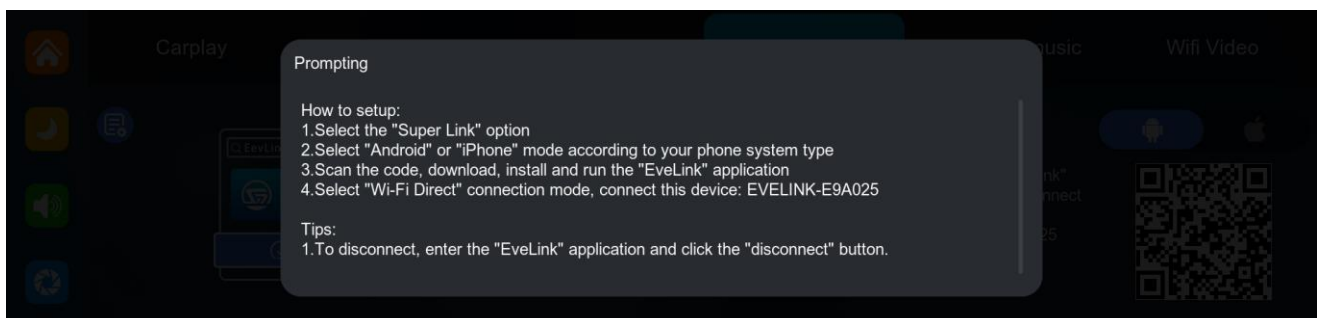 Carplay
Wifi Video
Prompting
How to setup:
1.Select the "Super Link" option
2.Select "Android" or "iPhone" mode according to your phone system type
3.Scan the code, download, install and run the "EveLink" application
4.Select "Wi-Fi Direct" connection mode, connect this device: EVELINK-E9A025
Tips:
1.To disconnect, enter the "EveLink" application and click the "disconnect" button.